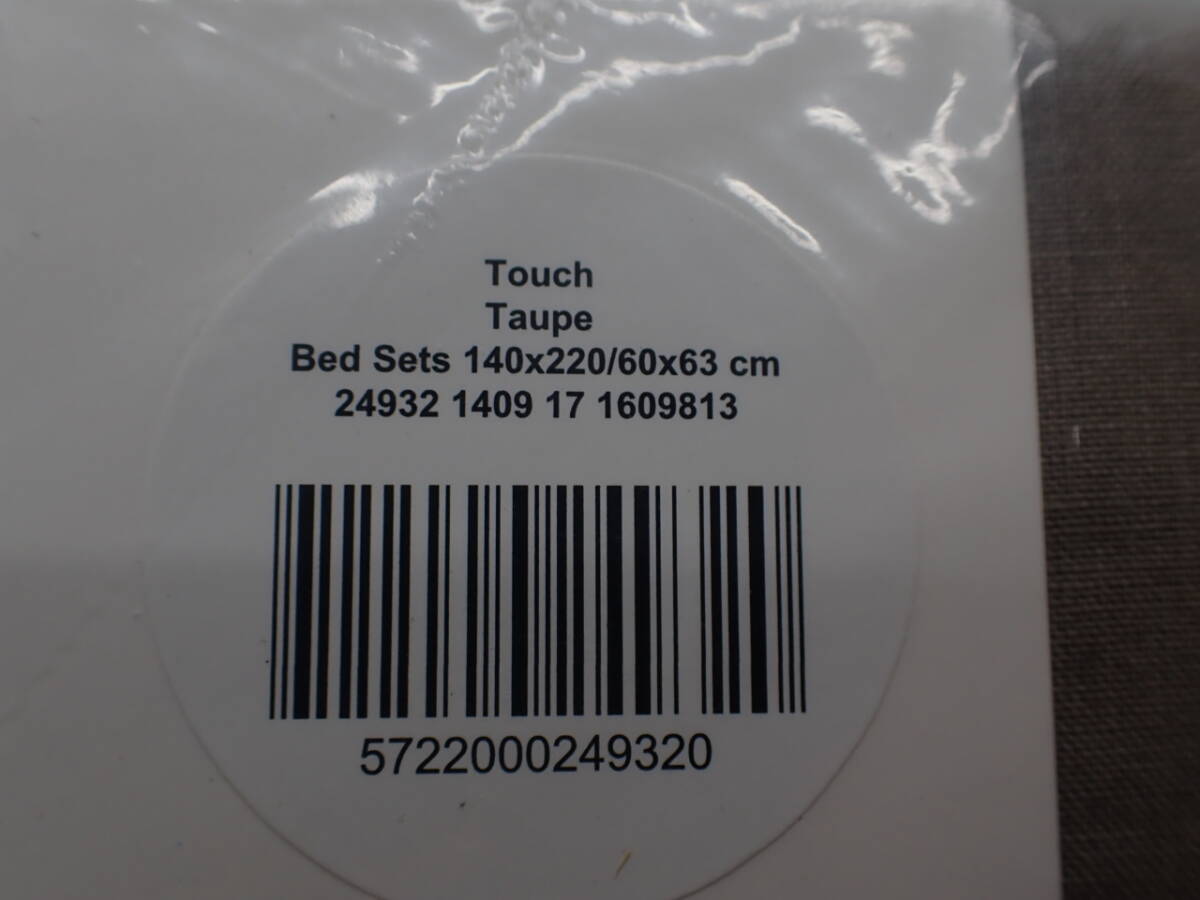 Touch
Taupe
Bed Sets 140x220/60x63 cm
24932 1409 17 1609813
5722000249320